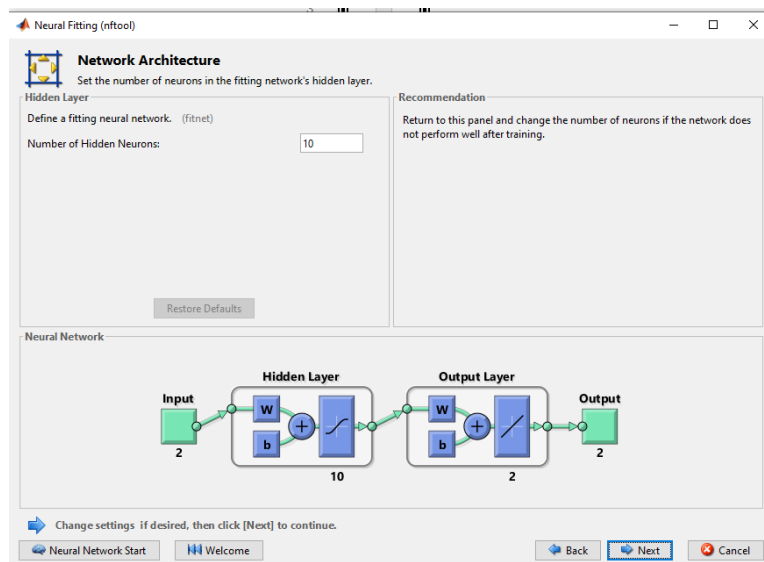 Neural Fitting (nftool)
Network Architecture
Set the number of neurons in the fitting network's hidden layer.
Hidden Layer
Define a fitting neural network. (fitnet)
Number of Hidden Neurons:
10
Restore Defaults
Recommendation
Return to this panel and change the number of neurons if the network does
not perform well after training.
Neural Network
Hidden Layer
Output Layer
Input
Output
W
b
+
W
b
+
2
10
2
2
Change settings if desired, then click [Next] to continue.
Neural Network Start
Welcome
Back
Next
Cancel